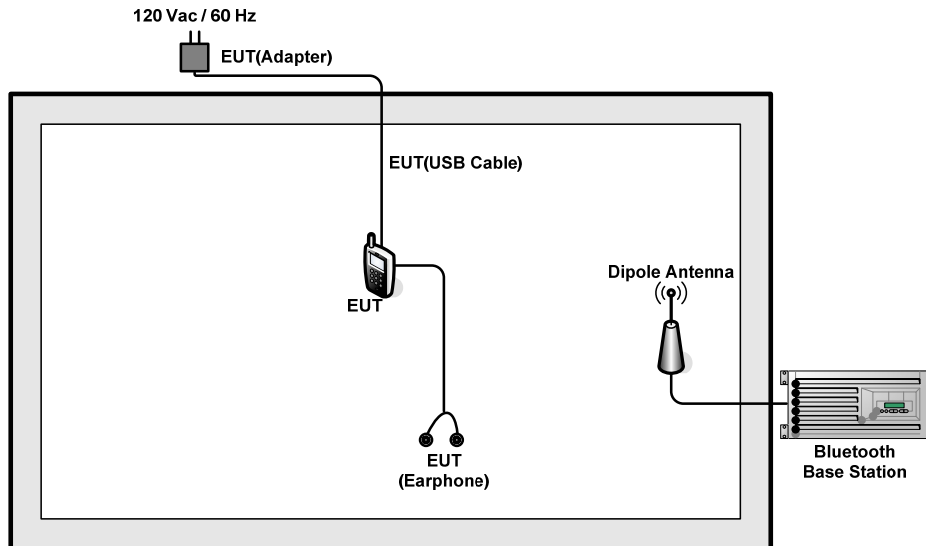 120 Vac / 60 Hz
EUT(Adapter)
EUT(USB Cable)
Dipole Antenna
EUT
EUT
(Earphone)
Bluetooth
Base Station